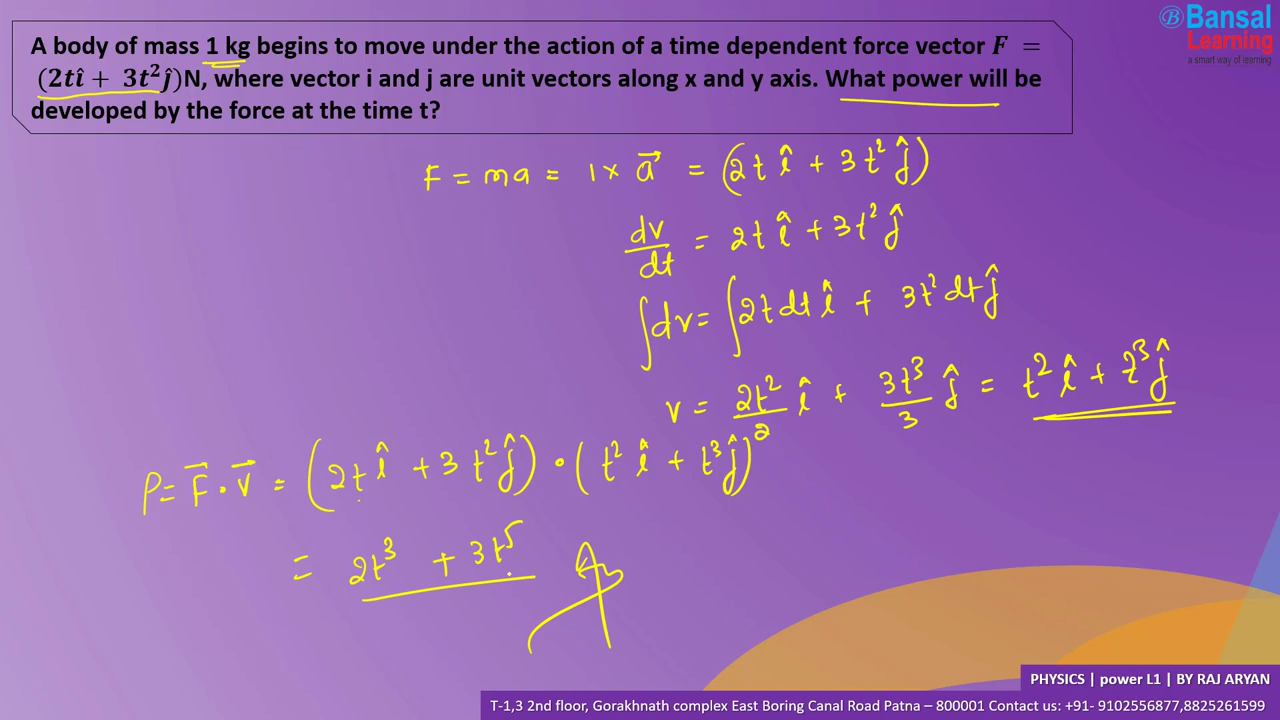 Ⓑ Bansal
Learning
a smart way of learning
A body of mass 1 kg begins to move under the action of a time dependent force vector F =
(2tî + 3t²ĵ)N, where vector i and j are unit vectors along x and y axis. What power will be
developed by the force at the time t?
F = ma = 1 × a⃗ = (2t î + 3t² ĵ)
dv/dt = 2t î + 3t² ĵ
∫dv = ∫2t dt î + 3t² dt ĵ
v = 2t²/2 î + 3t³/3 ĵ = t² î + t³ ĵ
P = F⃗ · v⃗ = (2t î + 3t² ĵ) · (t² î + t³ ĵ)
= 2t³ + 3t⁵
PHYSICS | power L1 | BY RAJ ARYAN
T-1,3 2nd floor, Gorakhnath complex East Boring Canal Road Patna – 800001 Contact us: +91- 9102556877,8825261599